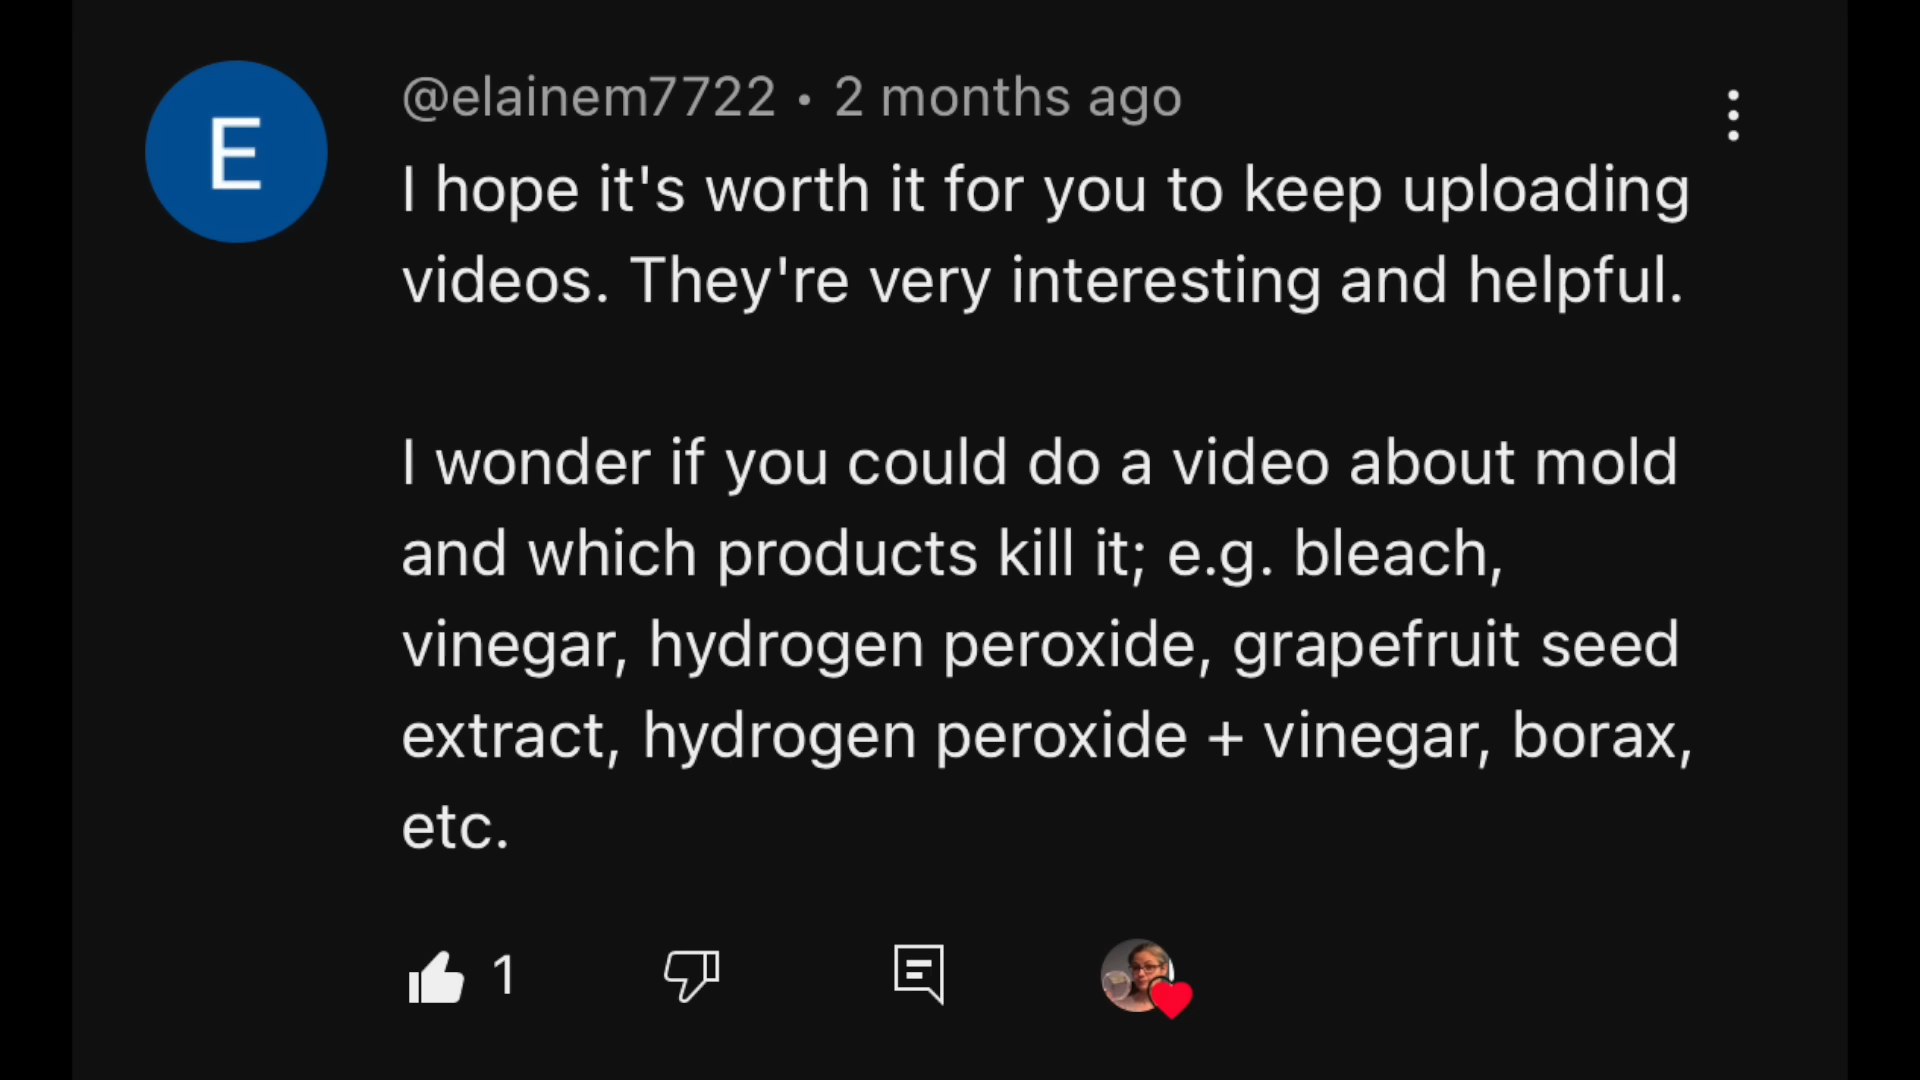 E
@elainem7722 • 2 months ago
I hope it's worth it for you to keep uploading
videos. They're very interesting and helpful.
I wonder if you could do a video about mold
and which products kill it; e.g. bleach,
vinegar, hydrogen peroxide, grapefruit seed
extract, hydrogen peroxide + vinegar, borax,
etc.
1